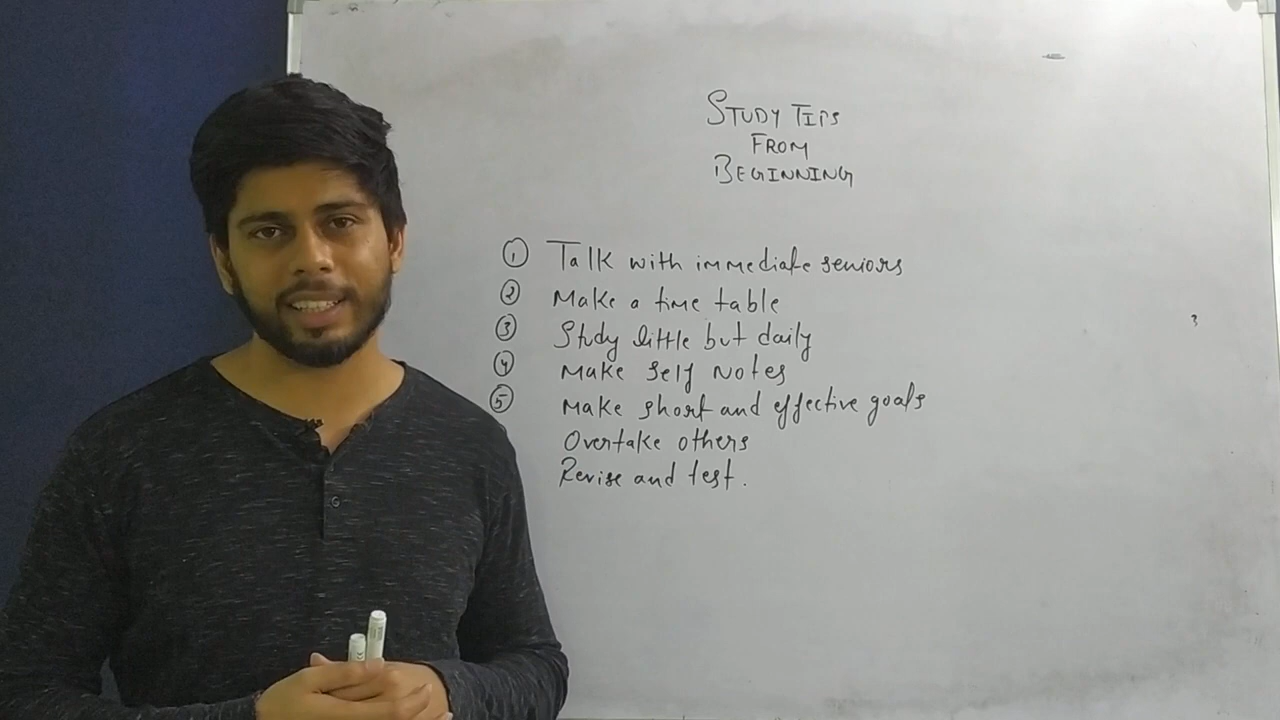 STUDY TIPS
FROM
BEGINNING
① Talk with immediate seniors
② Make a time table
③ Study little but daily
④ Make self notes
⑤ Make short and effective goals
Overtake others
Revise and test.